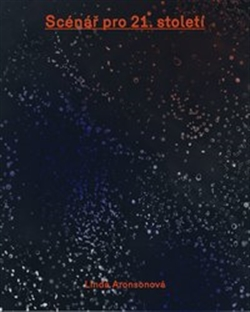 Scénář pro 21. století
Linda Aronsonová